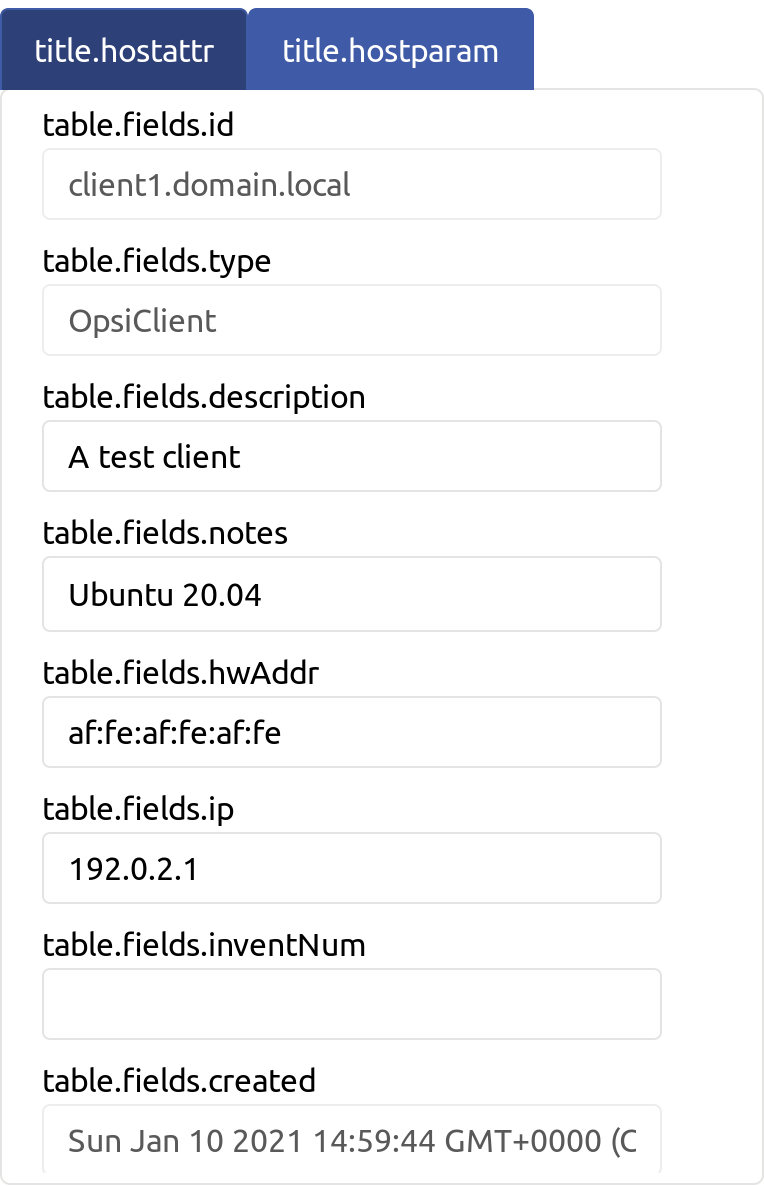 title.hostattr title.hostparam
table.fields.id
client1.domain.local
table.fields.type
OpsiClient
table.fields.description
A test client
table.fields.notes
Ubuntu 20.04
table.fields.hwAddr
af:fe:af:fe:af:fe
table.fields.ip
192.0.2.1
table.fields.inventNum
table.fields.created
Sun Jan 10 2021 14:59:44 GMT+0000 (C